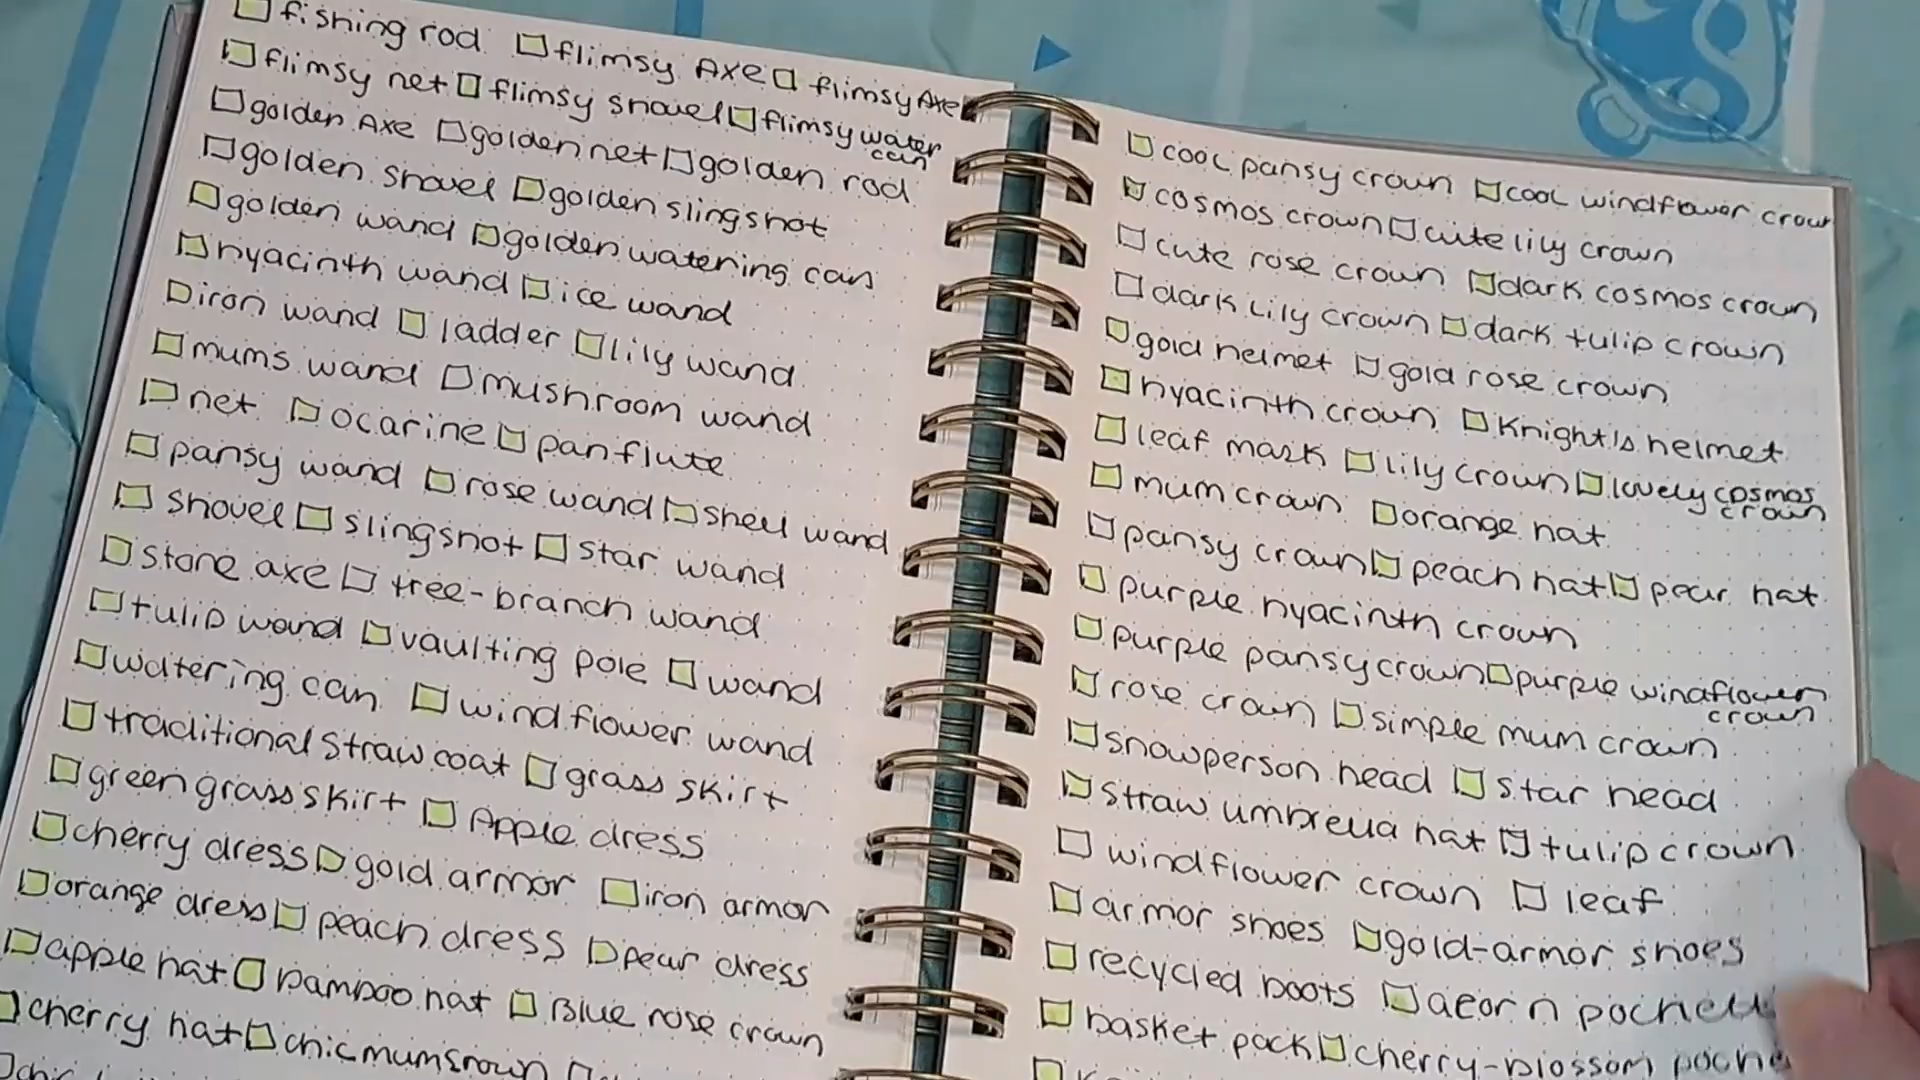 fishing rod flimsy Axe flimsy Axe
flimsy net flimsy shovel flimsy water can
golden Axe golden net golden rod
golden shovel golden slingshot
golden wand golden watering can
hyacinth wand ice wand
iron wand ladder lily wand
mums wand mushroom wand
net ocarine pan flute
pansy wand rose wand shell wand
shovel slingshot star wand
stone axe tree-branch wand
tulip wand vaulting pole wand
watering can windflower wand
traditional straw coat grass skirt
green grass skirt Apple dress
cherry dress gold armor iron armor
orange dress peach dress pear dress
apple hat bamboo hat Blue rose crown
cherry hat chic mumsrown
cool pansy crown cool windflower crown
cosmos crown cute lily crown
cute rose crown dark cosmos crown
dark lily crown dark tulip crown
gold helmet gold rose crown
hyacinth crown Knight's helmet
leaf mask lily crown lovely cosmos crown
mum crown orange hat
pansy crown peach hat pear hat
purple hyacinth crown
purple pansy crown purple windflower crown
rose crown simple mum crown
snowperson head star head
straw umbrella hat tulip crown
windflower crown leaf
armor shoes gold-armor shoes
recycled boots acorn pochett
basket pack cherry-blossom poche